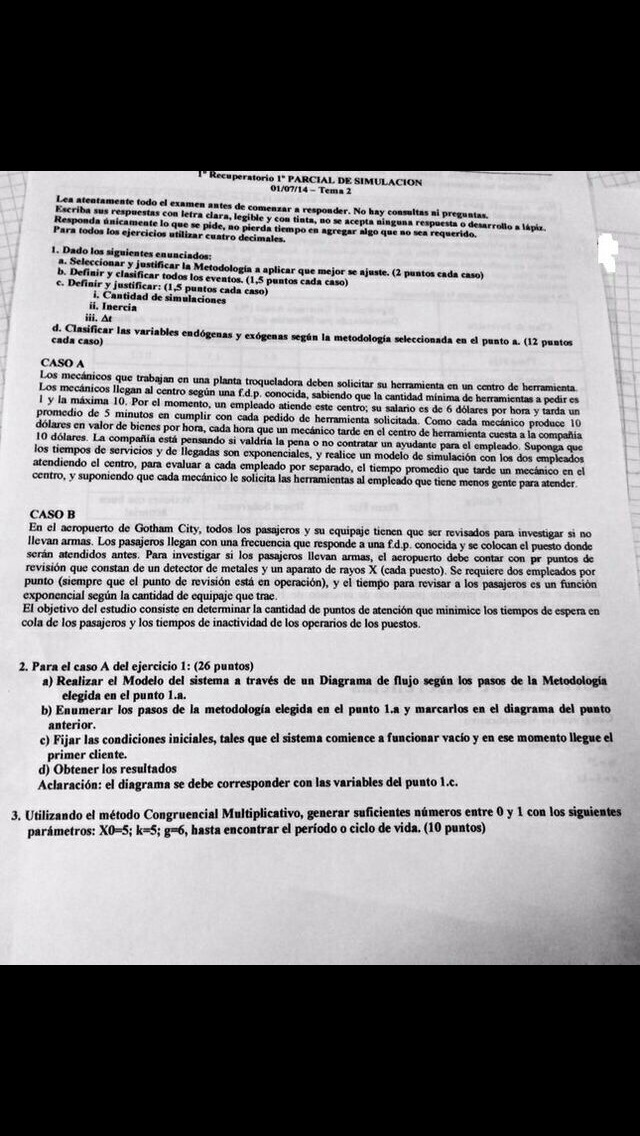 1° Recuperatorio 1° PARCIAL DE SIMULACION
01/07/14 – Tema 2
Lea atentamente todo el examen antes de comenzar a responder. No hay consultas ni preguntas.
Escriba sus respuestas con letra clara, legible y con tinta, no se acepta ninguna respuesta o desarrollo a lápiz.
Responda únicamente lo que se pide, no pierda tiempo en agregar algo que no sea requerido.
Para todos los ejercicios utilizar cuatro decimales.
1. Dado los siguientes enunciados:
a. Seleccionar y justificar la Metodología a aplicar que mejor se ajuste. (2 puntos cada caso)
b. Definir y clasificar todos los eventos. (1,5 puntos cada caso)
c. Definir y justificar: (1,5 puntos cada caso)
i. Cantidad de simulaciones
ii. Inercia
iii. Δt
d. Clasificar las variables endógenas y exógenas según la metodología seleccionada en el punto a. (12 puntos
cada caso)
CASO A
Los mecánicos que trabajan en una planta troqueladora deben solicitar su herramienta en un centro de herramienta.
Los mecánicos llegan al centro según una f.d.p. conocida, sabiendo que la cantidad mínima de herramientas a pedir es
1 y la máxima 10. Por el momento, un empleado atiende este centro; su salario es de 6 dólares por hora y tarda un
promedio de 5 minutos en cumplir con cada pedido de herramienta solicitada. Como cada mecánico produce 10
dólares en valor de bienes por hora, cada hora que un mecánico tarde en el centro de herramienta cuesta a la compañía
10 dólares. La compañía está pensando si valdría la pena o no contratar un ayudante para el empleado. Suponga que
los tiempos de servicios y de llegadas son exponenciales, y realice un modelo de simulación con los dos empleados
atendiendo el centro, para evaluar a cada empleado por separado, el tiempo promedio que tarde un mecánico en el
centro, y suponiendo que cada mecánico le solicita las herramientas al empleado que tiene menos gente para atender.
CASO B
En el aeropuerto de Gotham City, todos los pasajeros y su equipaje tienen que ser revisados para investigar si no
llevan armas. Los pasajeros llegan con una frecuencia que responde a una f.d.p. conocida y se colocan el puesto donde
serán atendidos antes. Para investigar si los pasajeros llevan armas, el aeropuerto debe contar con pr puntos de
revisión que constan de un detector de metales y un aparato de rayos X (cada puesto). Se requiere dos empleados por
punto (siempre que el punto de revisión está en operación), y el tiempo para revisar a los pasajeros es un función
exponencial según la cantidad de equipaje que trae.
El objetivo del estudio consiste en determinar la cantidad de puntos de atención que minimice los tiempos de espera en
cola de los pasajeros y los tiempos de inactividad de los operarios de los puestos.
2. Para el caso A del ejercicio 1: (26 puntos)
a) Realizar el Modelo del sistema a través de un Diagrama de flujo según los pasos de la Metodología
elegida en el punto 1.a.
b) Enumerar los pasos de la metodología elegida en el punto 1.a y marcarlos en el diagrama del punto
anterior.
c) Fijar las condiciones iniciales, tales que el sistema comience a funcionar vacío y en ese momento llegue el
primer cliente.
d) Obtener los resultados
Aclaración: el diagrama se debe corresponder con las variables del punto 1.c.
3. Utilizando el método Congruencial Multiplicativo, generar suficientes números entre 0 y 1 con los siguientes
parámetros: X0=5; k=5; g=6, hasta encontrar el período o ciclo de vida. (10 puntos)